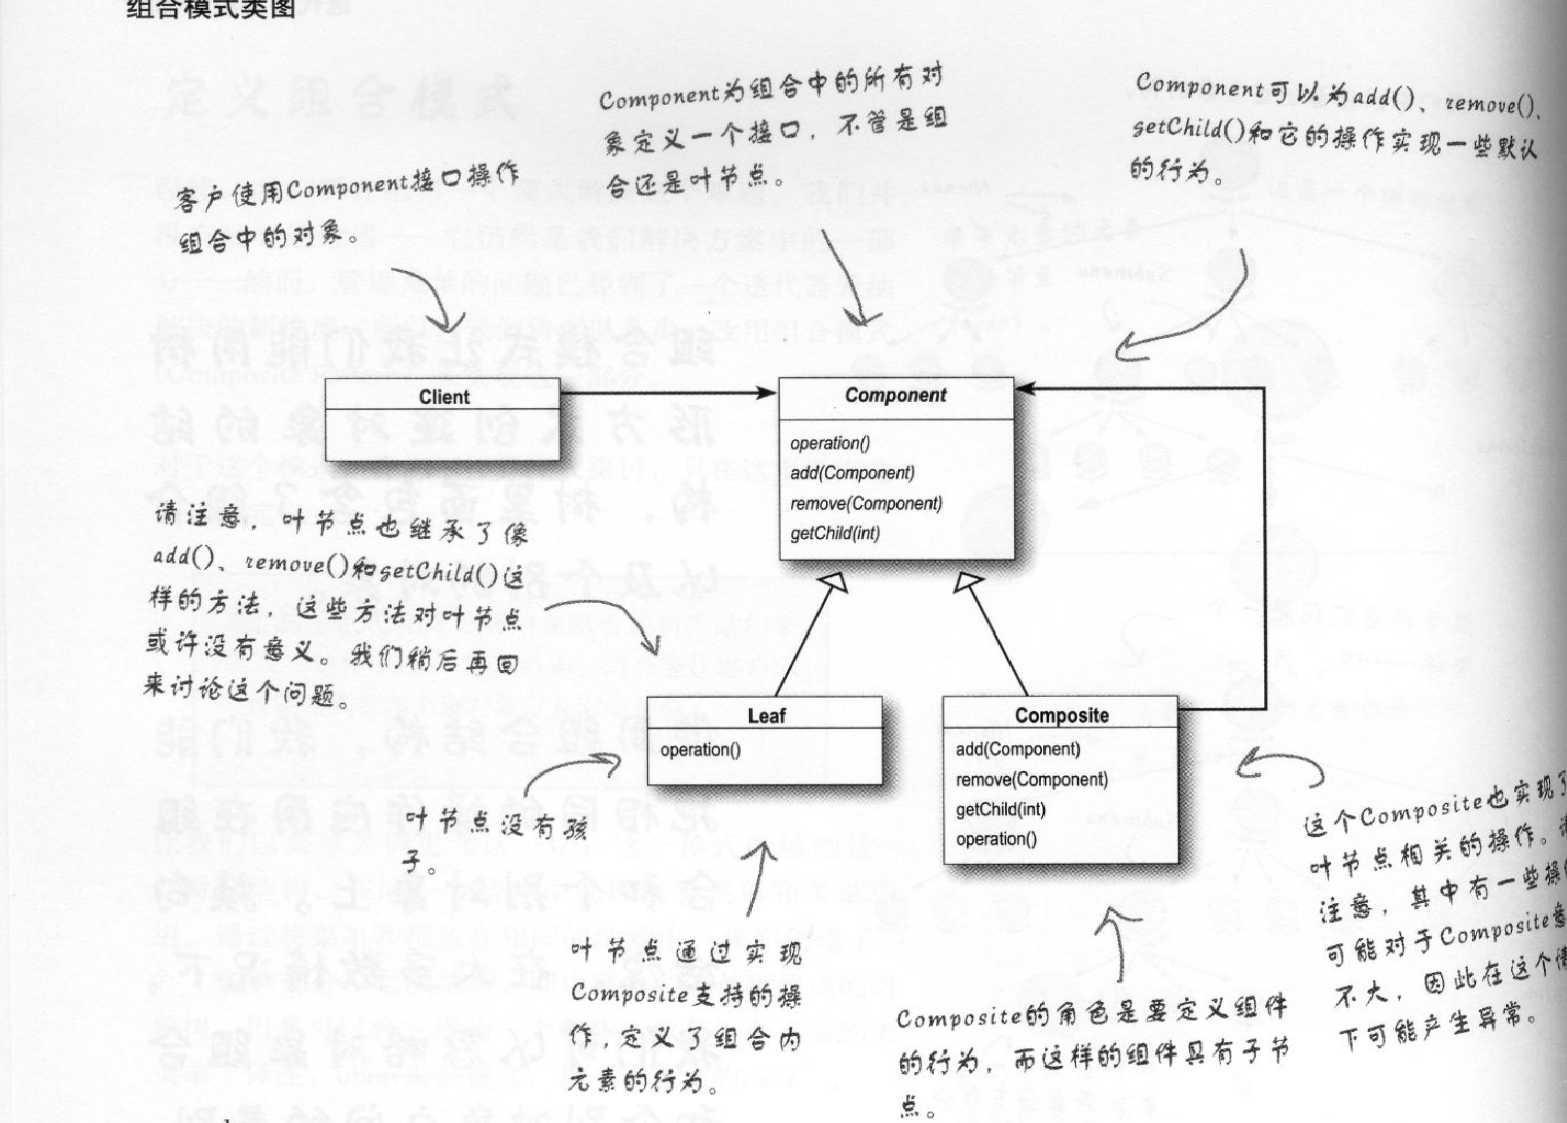 组合模式类图
Component为组合中的所有对
象定义一个接口，不管是组
合还是叶节点。
Component可以为add()、remove()、
getChild()和它的操作实现一些默认
的行为。
客户使用Component接口操作
组合中的对象。
Client
Component
operation()
add(Component)
remove(Component)
getChild(int)
请注意，叶节点也继承了像
add()、remove()和getChild()这
样的方法，这些方法对叶节点
或许没有意义。我们稍后再回
来讨论这个问题。
Leaf
operation()
Composite
add(Component)
remove(Component)
getChild(int)
operation()
叶节点没有孩
子。
这个Composite也实现了
叶节点相关的操作。
注意，其中有一些操
可能对于Composite意
不大，因此在这个情
下可能产生异常。
叶节点通过实现
Composite支持的操
作，定义了组合内
元素的行为。
Composite的角色是要定义组件
的行为，而这样的组件具有子节
点。